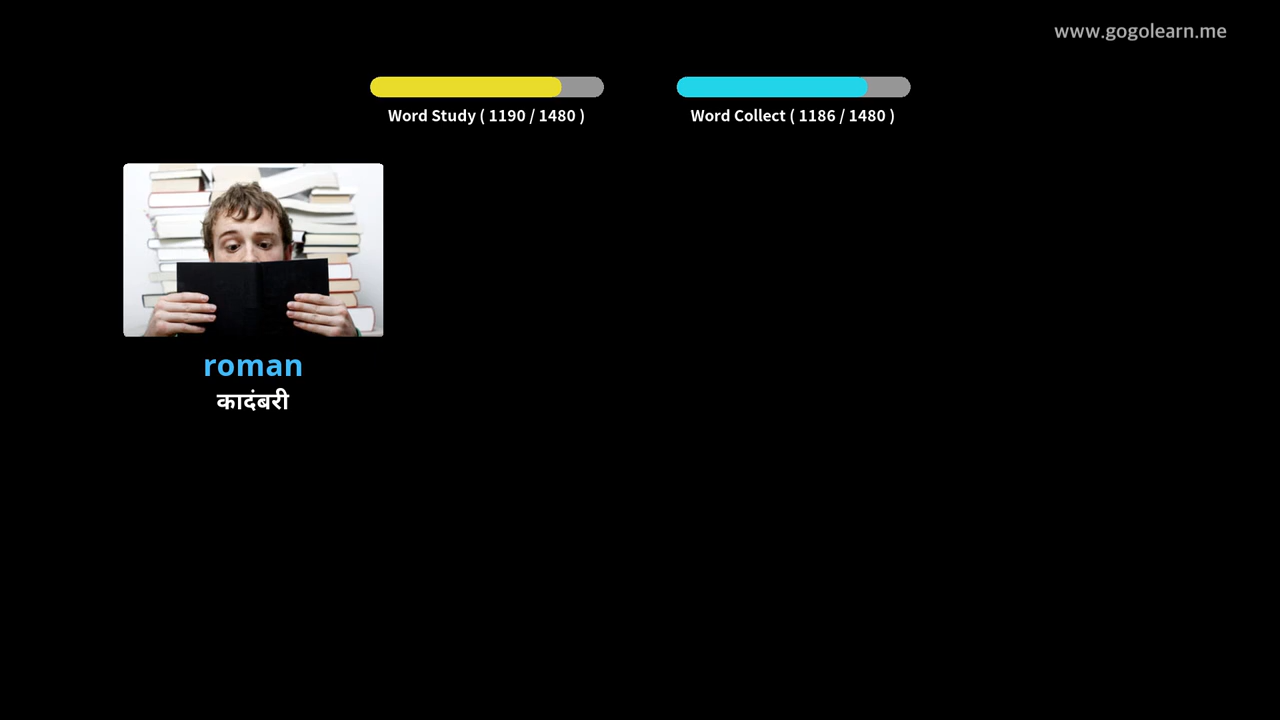 www.gogolearn.me
Word Study ( 1190 / 1480 )
Word Collect ( 1186 / 1480 )
roman
कादंबरी